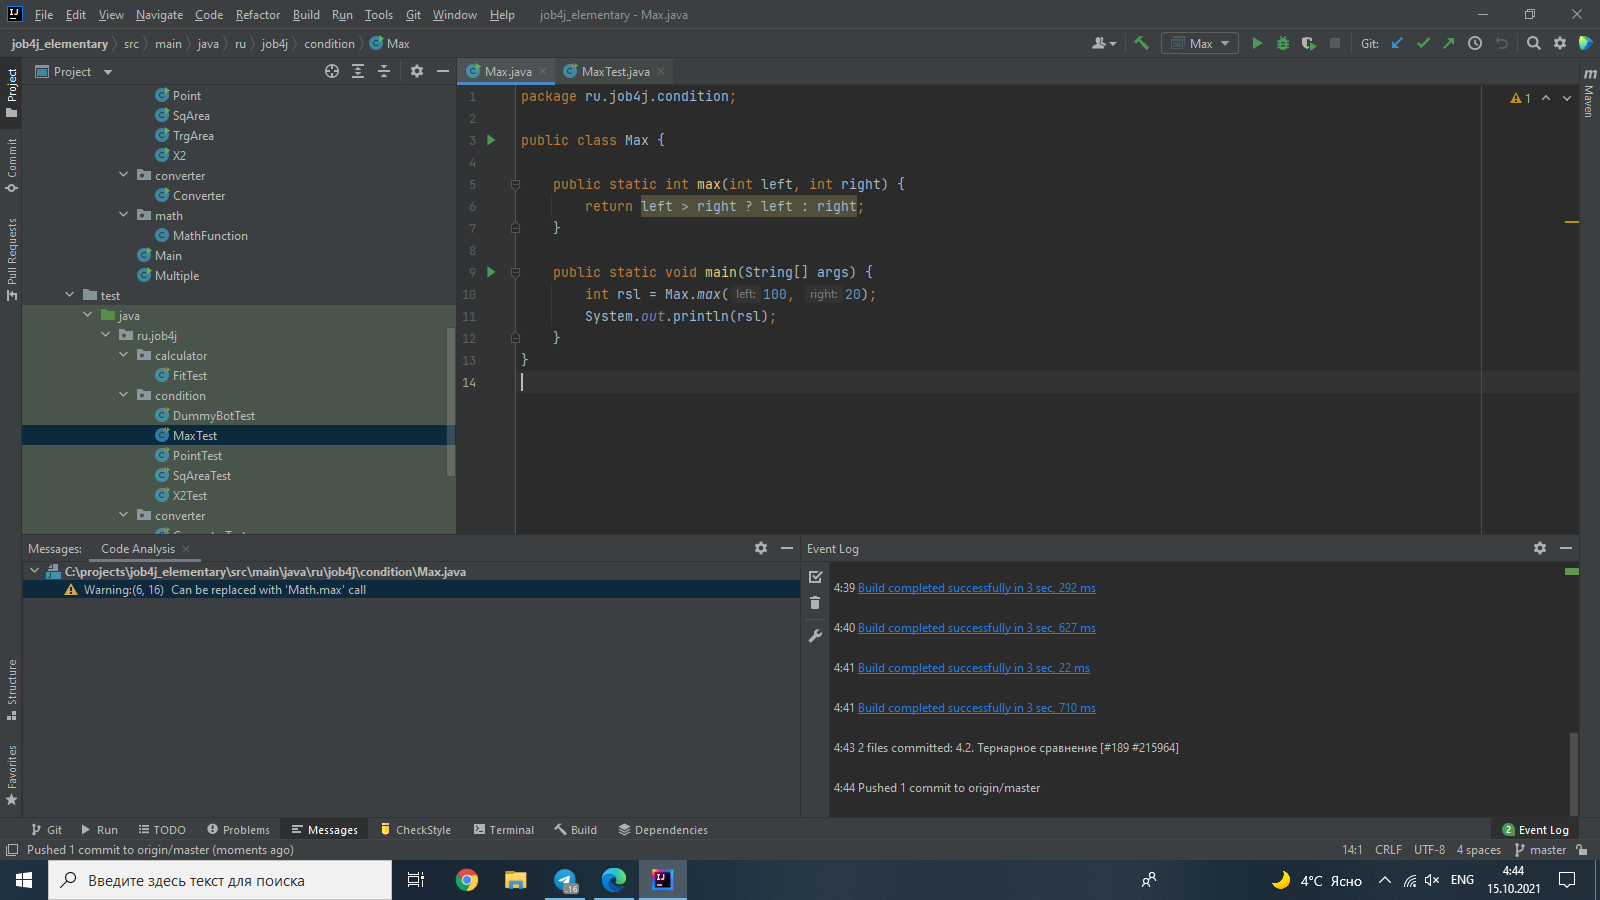 File Edit View Navigate Code Refactor Build Run Tools Git Window Help job4j_elementary - Max.java
job4j_elementary src main java ru job4j condition Max
Max
Git:
Project
Max.java
MaxTest.java
Project
Commit
Pull Requests
Structure
Favorites
Maven
Point
SqArea
TrgArea
X2
converter
Converter
math
MathFunction
Main
Multiple
test
java
ru.job4j
calculator
FitTest
condition
DummyBotTest
MaxTest
PointTest
SqAreaTest
X2Test
converter
1 package ru.job4j.condition;
2
3 public class Max {
4
5 public static int max(int left, int right) {
6 return left > right ? left : right;
7 }
8
9 public static void main(String[] args) {
10 int rsl = Max.max( left: 100, right: 20);
11 System.out.println(rsl);
12 }
13 }
14
1
Messages: Code Analysis
C:\projects\job4j_elementary\src\main\java\ru\job4j\condition\Max.java
Warning:(6, 16) Can be replaced with 'Math.max' call
Event Log
4:39 Build completed successfully in 3 sec, 292 ms
4:40 Build completed successfully in 3 sec, 627 ms
4:41 Build completed successfully in 3 sec, 22 ms
4:41 Build completed successfully in 3 sec, 710 ms
4:43 2 files committed: 4.2. Тернарное сравнение [#189 #215964]
4:44 Pushed 1 commit to origin/master
Git Run TODO Problems Messages CheckStyle Terminal Build Dependencies
2 Event Log
Pushed 1 commit to origin/master (moments ago)
14:1 CRLF UTF-8 4 spaces master
Введите здесь текст для поиска
16
4°C Ясно
ENG
4:44
15.10.2021